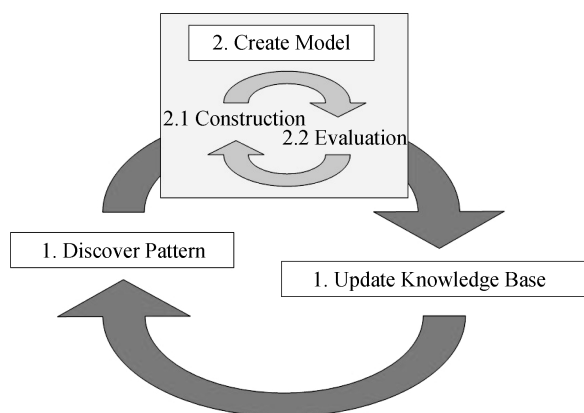 2. Create Model
2.1 Construction
2.2 Evaluation
1. Discover Pattern
1. Update Knowledge Base